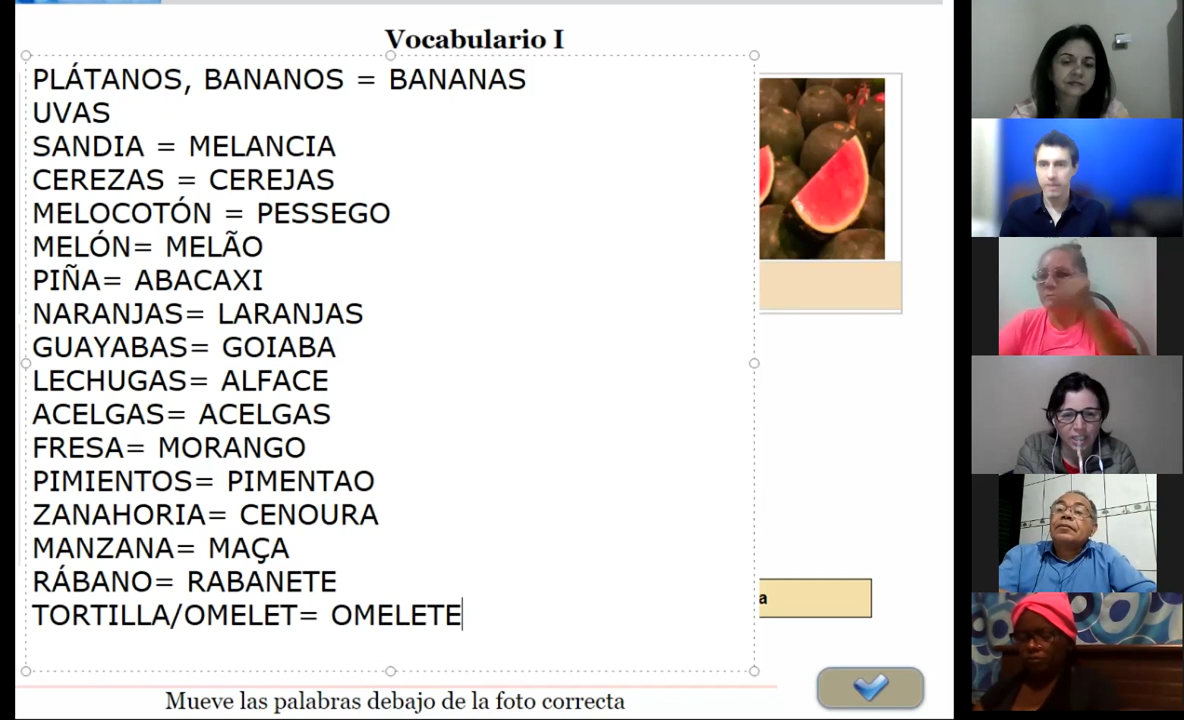 Vocabulario I
PLÁTANOS, BANANOS = BANANAS
UVAS
SANDIA = MELANCIA
CEREZAS = CEREJAS
MELOCOTÓN = PESSEGO
MELÓN= MELÃO
PIÑA= ABACAXI
NARANJAS= LARANJAS
GUAYABAS= GOIABA
LECHUGAS= ALFACE
ACELGAS= ACELGAS
FRESA= MORANGO
PIMIENTOS= PIMENTAO
ZANAHORIA= CENOURA
MANZANA= MAÇA
RÁBANO= RABANETE
TORTILLA/OMELET= OMELETE
a
Mueve las palabras debajo de la foto correcta